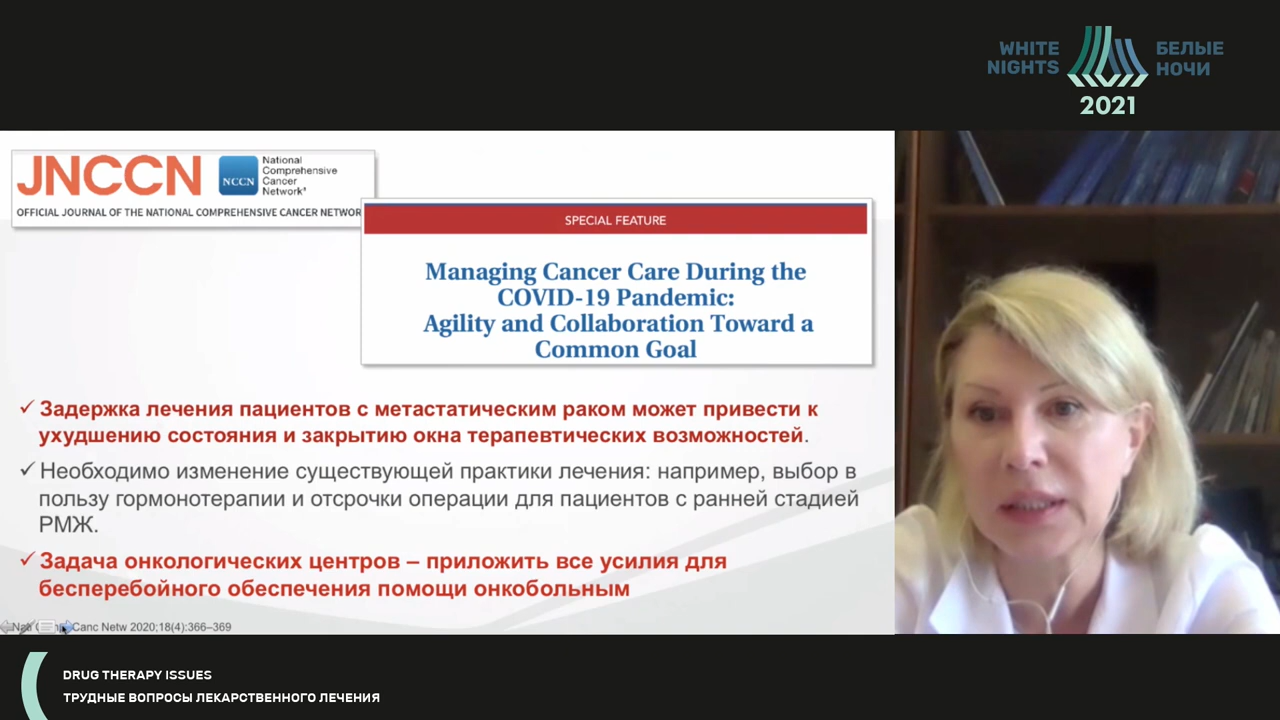 WHITE NIGHTS
БЕЛЫЕ НОЧИ
2021
JNCCN
NCCN
National
Comprehensive
Cancer
Network®
OFFICIAL JOURNAL OF THE NATIONAL COMPREHENSIVE CANCER NETWOR
SPECIAL FEATURE
Managing Cancer Care During the
COVID-19 Pandemic:
Agility and Collaboration Toward a
Common Goal
✓ Задержка лечения пациентов с метастатическим раком может привести к
ухудшению состояния и закрытию окна терапевтических возможностей.
✓ Необходимо изменение существующей практики лечения: например, выбор в
пользу гормонотерапии и отсрочки операции для пациентов с ранней стадией
РМЖ.
✓ Задача онкологических центров – приложить все усилия для
бесперебойного обеспечения помощи онкобольным
Canc Netw 2020;18(4):366–369
DRUG THERAPY ISSUES
ТРУДНЫЕ ВОПРОСЫ ЛЕКАРСТВЕННОГО ЛЕЧЕНИЯ